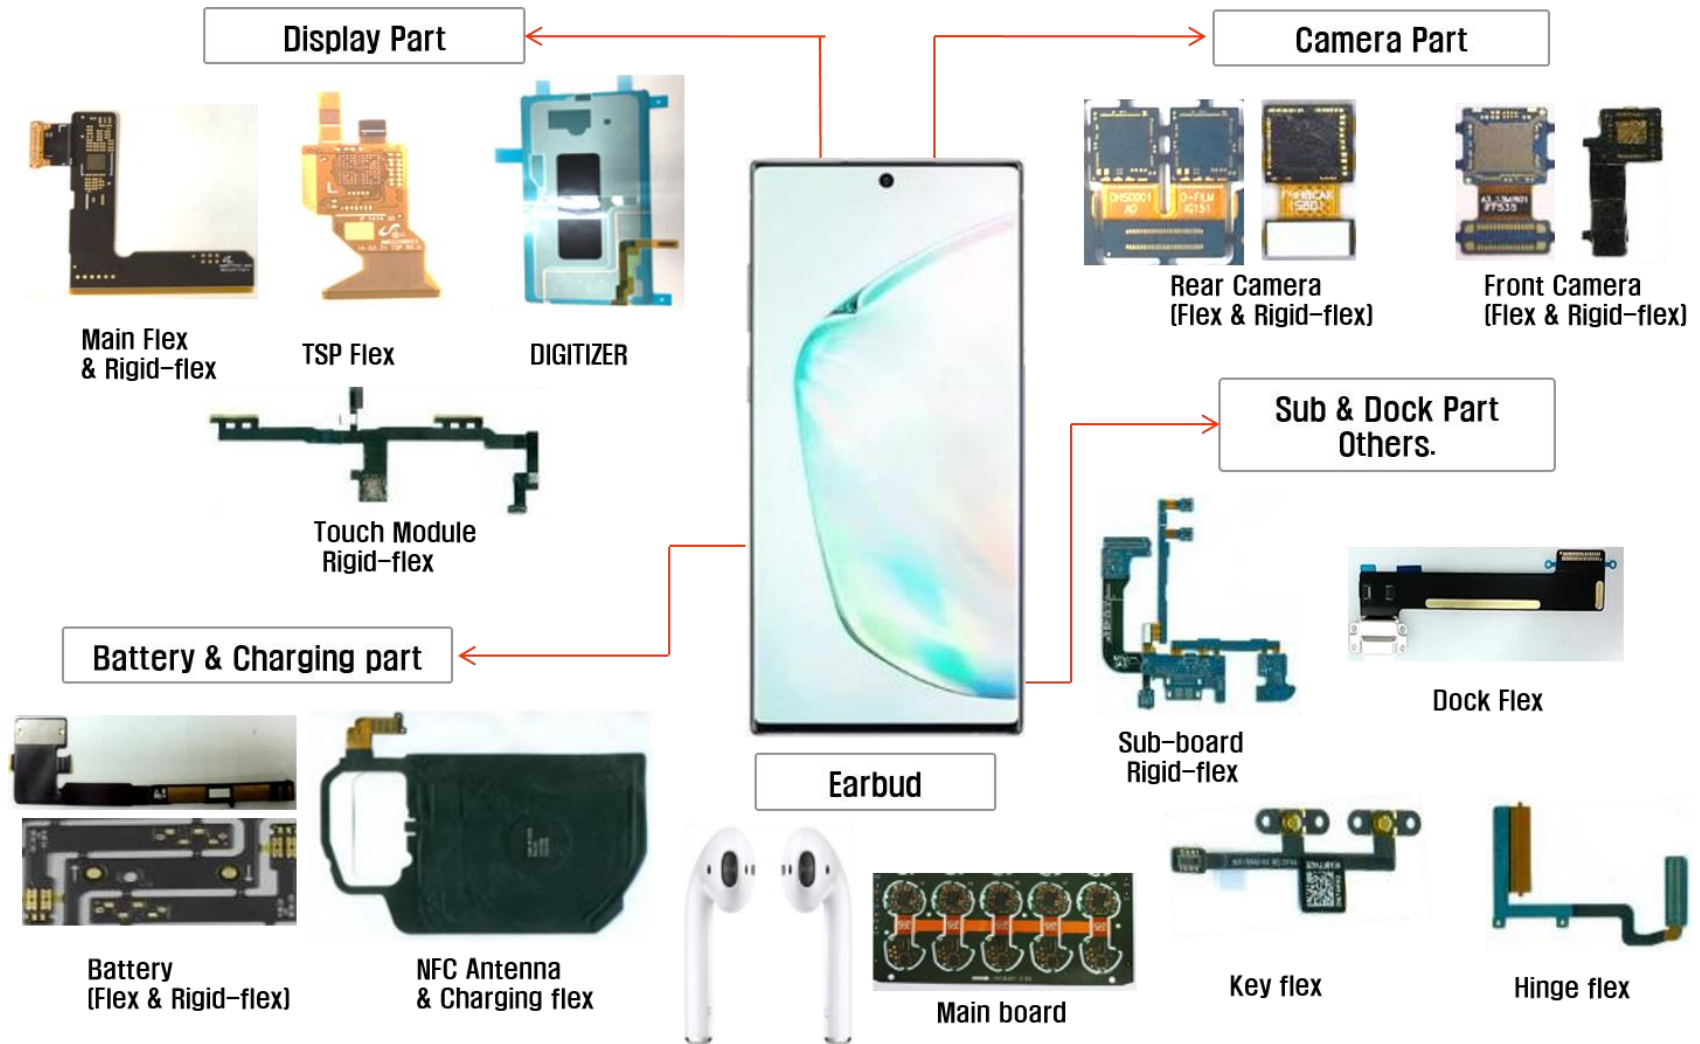 Display Part
Camera Part
Main Flex
& Rigid-flex
TSP Flex
DIGITIZER
Rear Camera
(Flex & Rigid-flex)
Front Camera
(Flex & Rigid-flex)
Touch Module
Rigid-flex
Sub & Dock Part
Others.
Battery & Charging part
Sub-board
Rigid-flex
Dock Flex
Earbud
Battery
(Flex & Rigid-flex)
NFC Antenna
& Charging flex
Main board
Key flex
Hinge flex